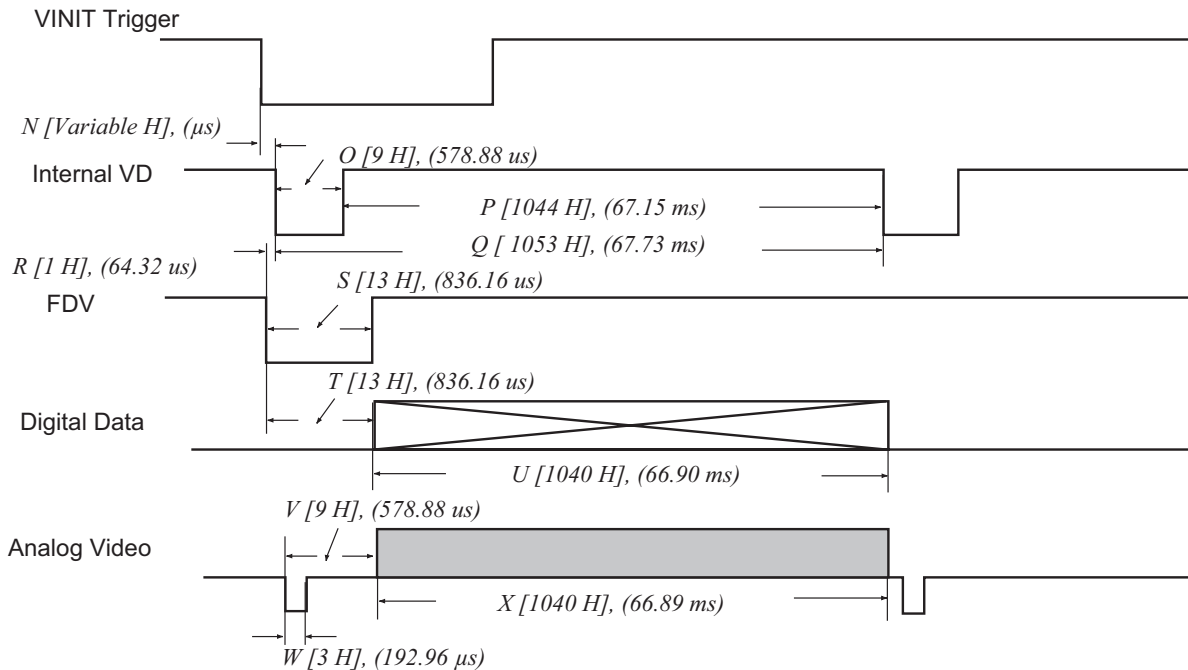 VINIT Trigger
N [Variable H], (µs)
O [9 H], (578.88 us)
Internal VD
P [1044 H], (67.15 ms)
Q [ 1053 H], (67.73 ms)
R [1 H], (64.32 us)
S [13 H], (836.16 us)
FDV
T [13 H], (836.16 us)
Digital Data
U [1040 H], (66.90 ms)
V [9 H], (578.88 us)
Analog Video
X [1040 H], (66.89 ms)
W [3 H], (192.96 µs)